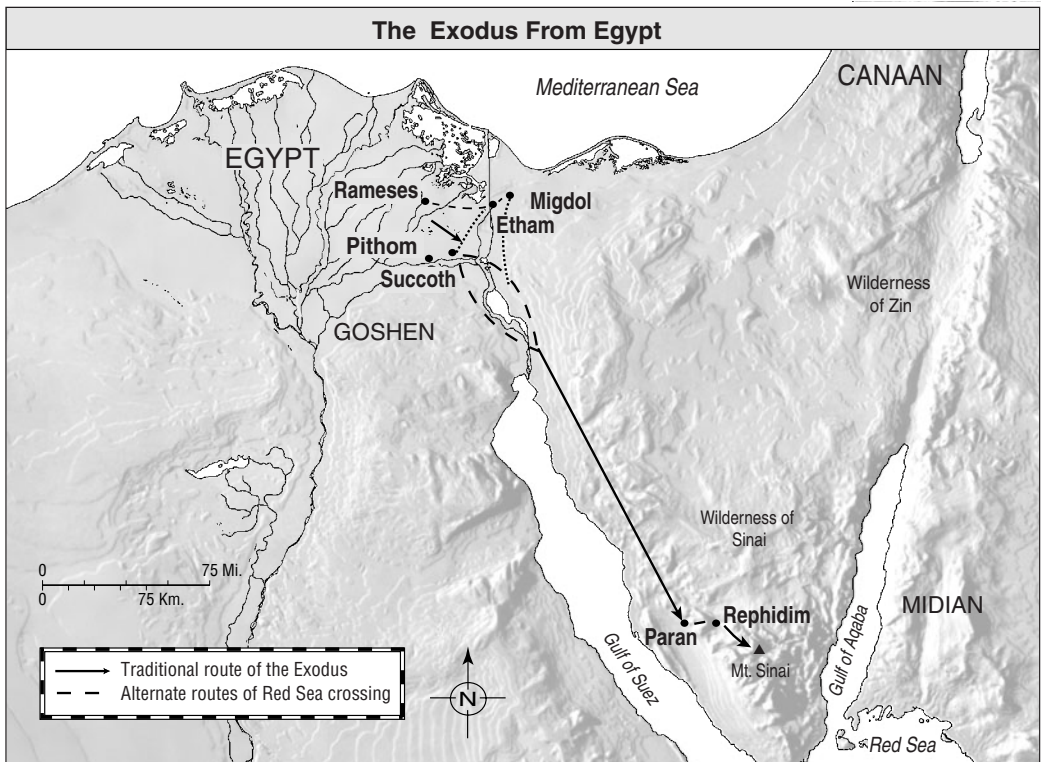 The Exodus From Egypt
CANAAN
Mediterranean Sea
EGYPT
Rameses
Migdol
Etham
Pithom
Succoth
Wilderness
of Zin
GOSHEN
Wilderness of
Sinai
0 75 Mi.
0 75 Km.
MIDIAN
Rephidim
Paran
Mt. Sinai
Gulf of Suez
Gulf of Aqaba
Traditional route of the Exodus
Alternate routes of Red Sea crossing
N
Red Sea